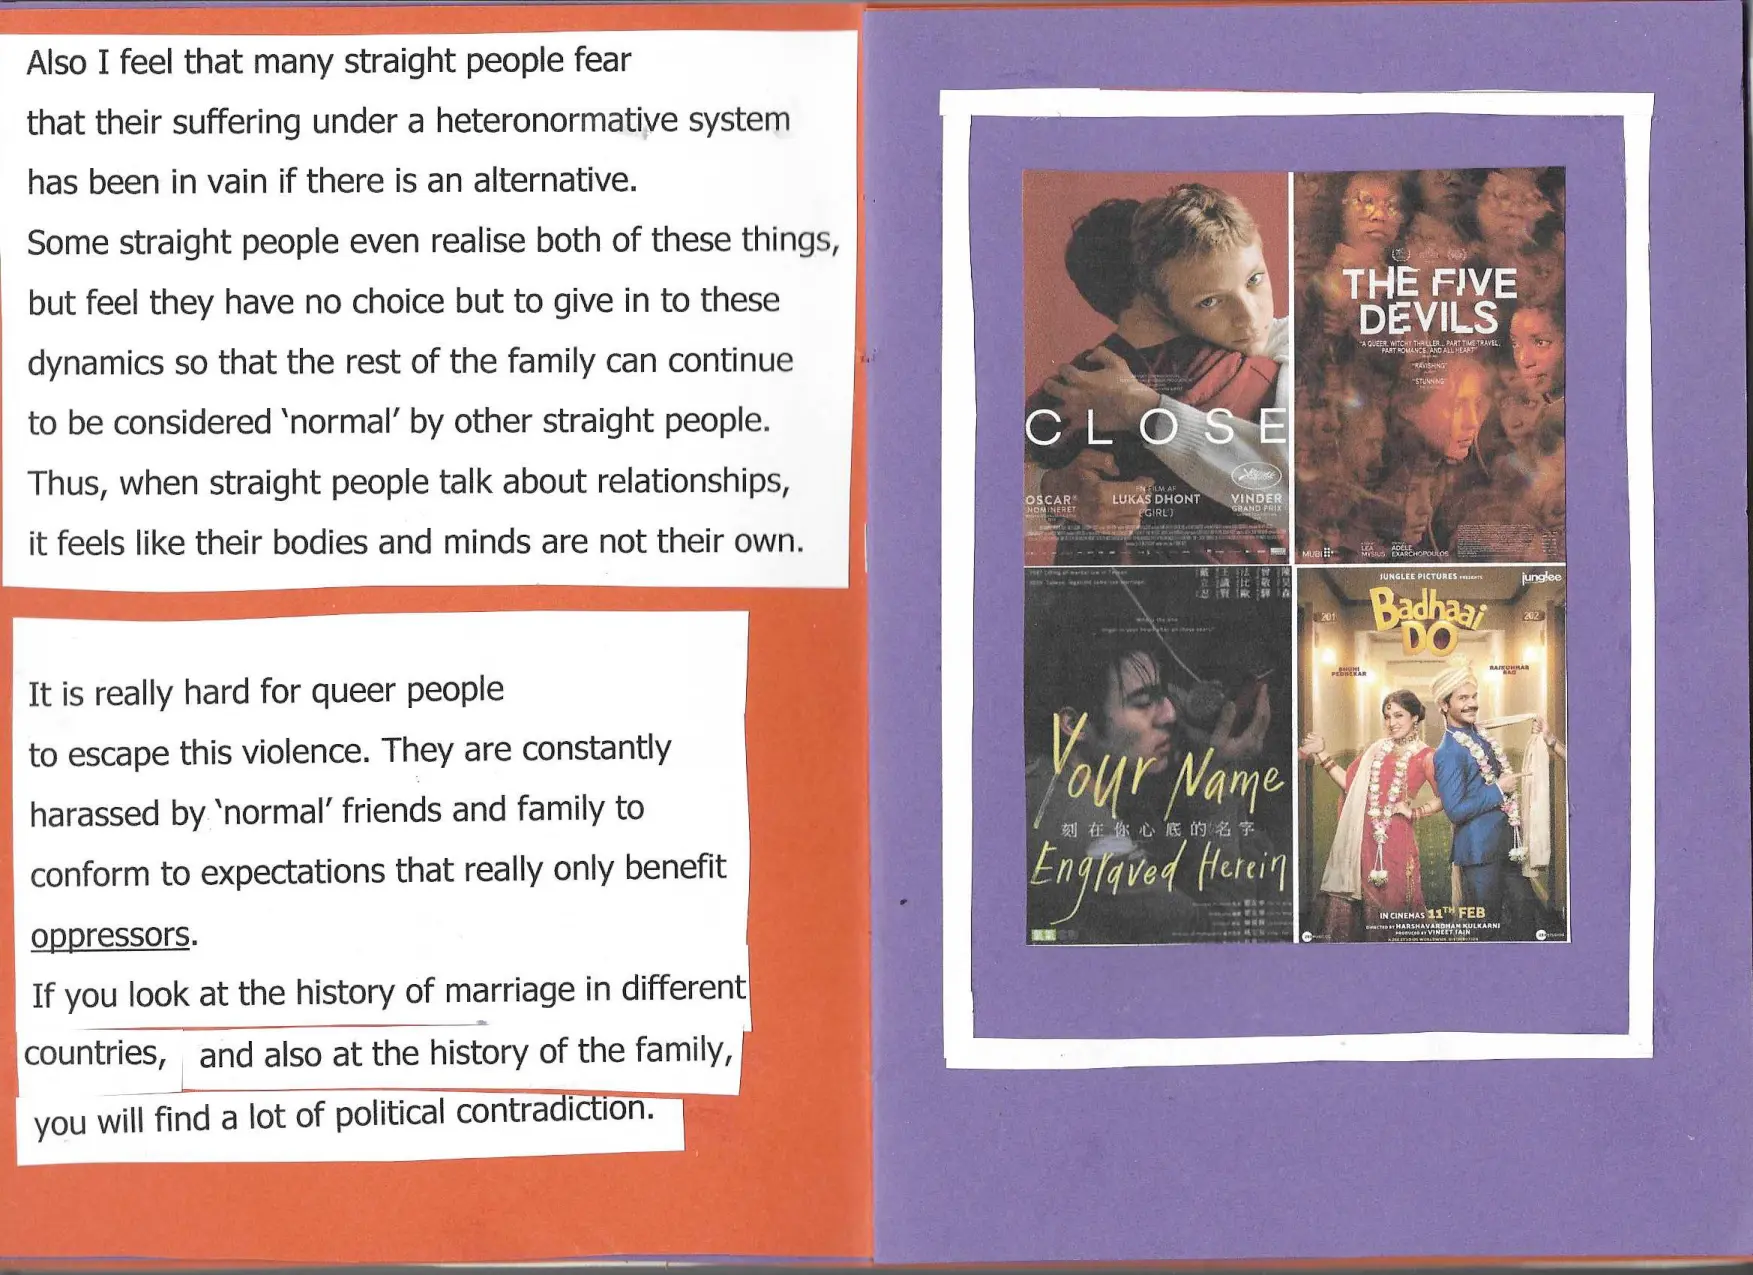 Also I feel that many straight people fear
that their suffering under a heteronormative system
has been in vain if there is an alternative.
Some straight people even realise both of these things,
but feel they have no choice but to give in to these
dynamics so that the rest of the family can continue
to be considered ‘normal’ by other straight people.
Thus, when straight people talk about relationships,
it feels like their bodies and minds are not their own.
It is really hard for queer people
to escape this violence. They are constantly
harassed by ‘normal’ friends and family to
conform to expectations that really only benefit
oppressors.
If you look at the history of marriage in different
countries, and also at the history of the family,
you will find a lot of political contradiction.
CLOSE
OSCAR
NOMINERET
EN FILM AF
LUKAS DHONT
('GIRL')
VINDER
GRAND PRIX
THE FIVE
DEVILS
"A QUEER, WITCHY THRILLER... PART TIME-TRAVEL,
PART ROMANCE, AND ALL HEART"
"RAVISHING"
"STUNNING"
MUBI
LEA
MYSIUS
ADÈLE
EXARCHOPOULOS
Your Name
刻在你心底的名字
Engraved Herein
JUNGLEE PICTURES PRESENTS
junglee
Badhaai
DO
201
202
BHUMI
PEDNEKAR
RAJKUMMAR
RAO
IN CINEMAS 11TH FEB
DIRECTED BY HARSHAVARDHAN KULKARNI
PRODUCED BY VINEET JAIN